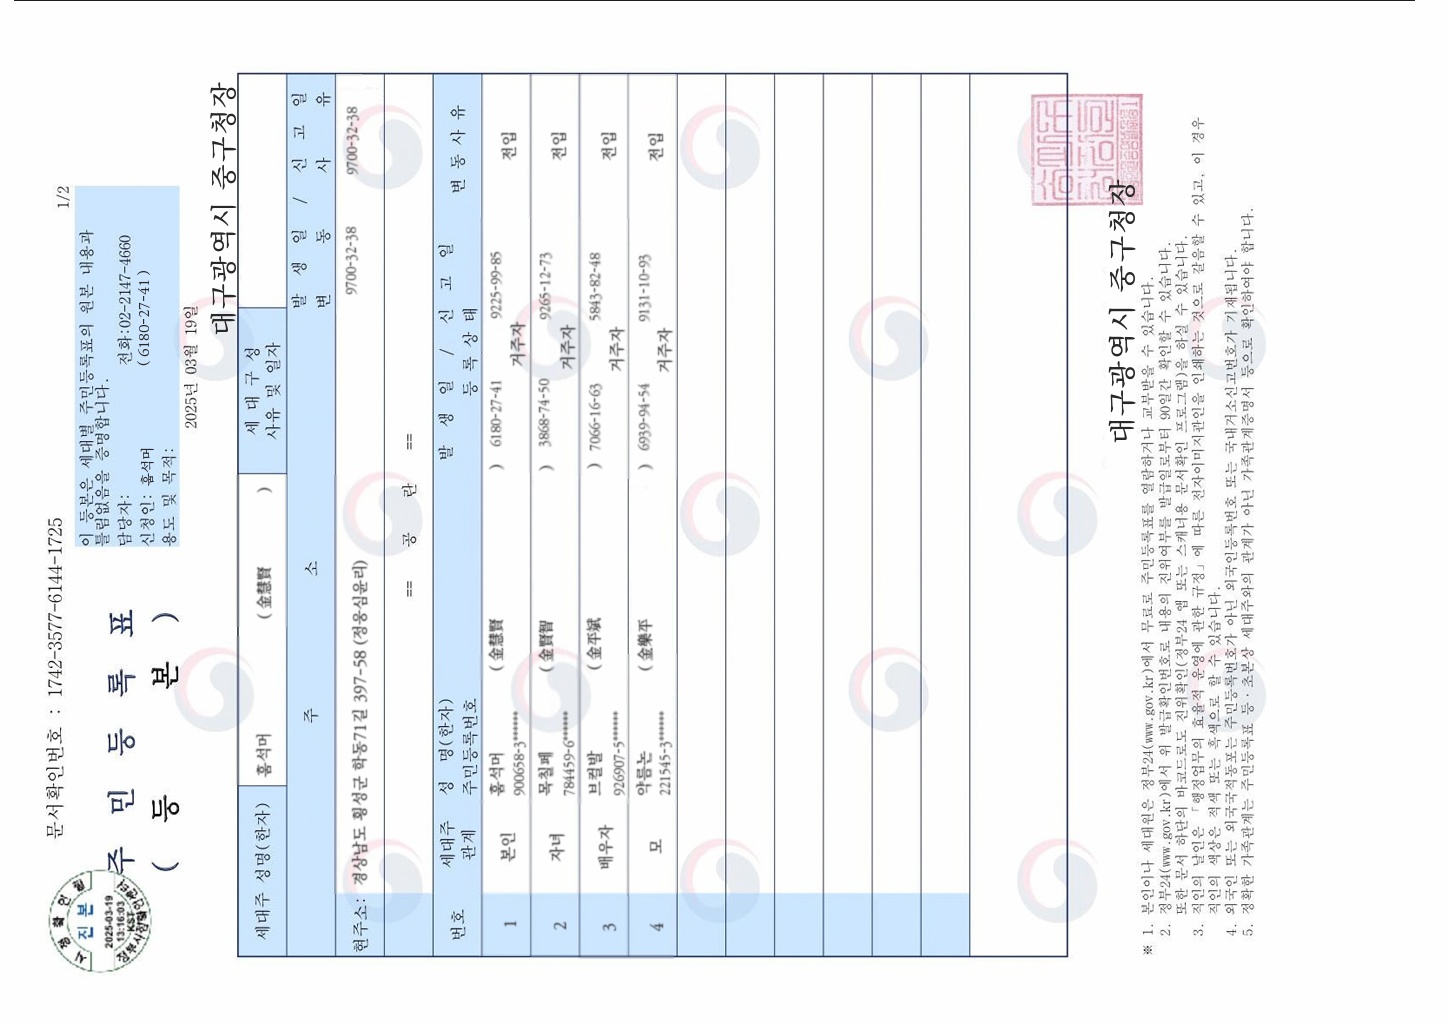 문서확인번호 : 1742-3577-6144-1725
1/2
주 민 등 록 표
( 등 본 )
이 등본은 세대별 주민등록표의 원본 내용과
틀림없음을 증명합니다.
담당자: 전화:02-2147-4660
신청인: 홍석머 (6180-27-41)
용도 및 목적:
2025년 03월 19일
대구광역시 중구청장
세대주 성명(한자) 홍석머 (金慧賢 )
세 대 구 성
사유 및 일자
주 소
발 생 일 / 신 고 일
변 동 사 유
현주소: 경상남도 횡성군 학동71길 397-58 (정응심윤리)
9700-32-38 9700-32-38
== 공 란 ==
번호
세대주
관계
성 명(한자)
주민등록번호
발 생 일 / 신 고 일
등 록 상 태
변 동 사 유
1 본인 홍석머 (金慧賢 ) 6180-27-41 9225-99-85 전입
900658-3****** 거주자
2 자녀 목칠페 (金賢智 ) 3868-74-50 9265-12-73 전입
784459-6****** 거주자
3 배우자 브컬발 (金平斌 ) 7066-16-63 5843-82-48 전입
926907-5****** 거주자
4 모 약름논 (金樂平 ) 6939-94-54 9131-10-93 전입
221545-3****** 거주자
대구광역시 중구청장
※ 1. 본인이나 세대원은 정부24(www.gov.kr)에서 무료로 주민등록표를 열람하거나 교부받을 수 있습니다.
2. 정부24(www.gov.kr)에서 위 발급확인번호로 내용의 진위여부를 발급일로부터 90일간 확인할 수 있습니다.
또한 문서 하단의 바코드로도 진위확인(정부24 앱 또는 스캐너용 문서확인 프로그램)을 하실 수 있습니다.
3. 직인의 날인은 「행정업무의 효율적 운영에 관한 규정」에 따른 전자이미지관인을 인쇄하는 것으로 갈음할 수 있고, 이 경우
직인의 색상은 적색 또는 흑색으로 할 수 있습니다.
4. 외국인 또는 외국국적동포는 주민등록번호가 아닌 외국인등록번호 또는 국내거소신고번호가 기재됩니다.
5. 정확한 가족관계는 주민등록표 등·초본상 세대주와의 관계가 아닌 가족관계증명서 등으로 확인하여야 합니다.
시 점 확 인 필
진 본
2025-03-19
13:16:03
KST